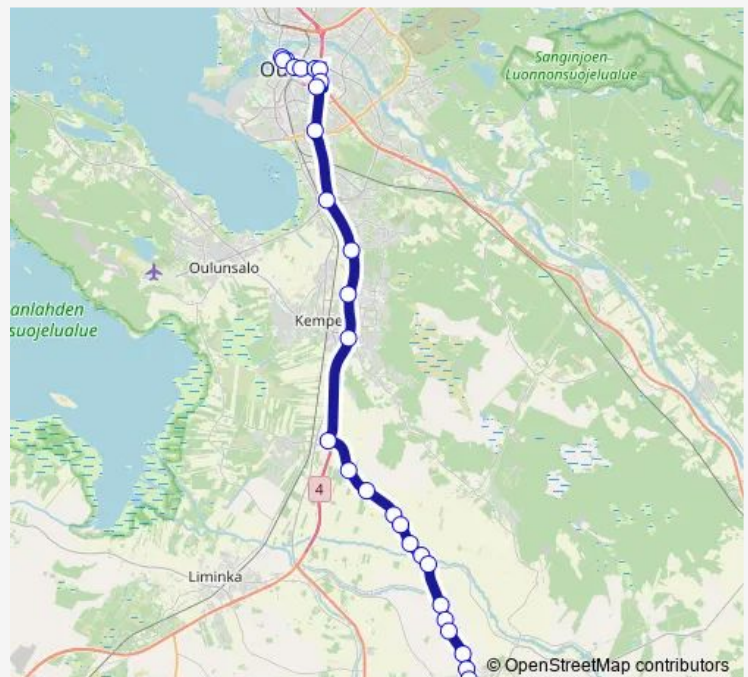 Sanginjoen-
Luonnonsuojelualue
Ou
Oulunsalo
anlahden
suojelualue
Kempe
4
Liminka
© OpenStreetMap contributors